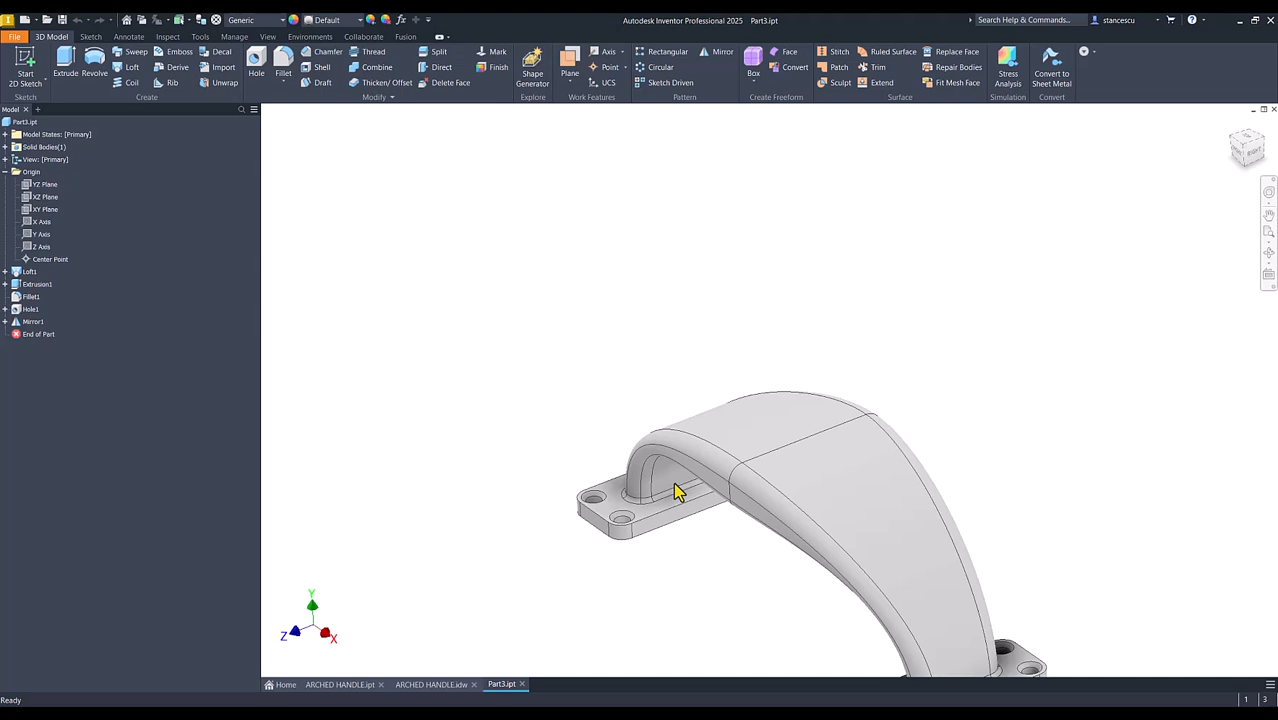 Generic
Default
Autodesk Inventor Professional 2025 Part3.ipt
Search Help & Commands...
stancescu
File
3D Model
Sketch
Annotate
Inspect
Tools
Manage
View
Environments
Collaborate
Fusion
Start
2D Sketch
Sketch
Extrude
Revolve
Sweep
Loft
Coil
Emboss
Derive
Rib
Decal
Import
Unwrap
Create
Hole
Fillet
Chamfer
Shell
Draft
Thread
Combine
Thicken/ Offset
Split
Direct
Delete Face
Mark
Finish
Modify
Shape
Generator
Explore
Plane
Axis
Point
UCS
Work Features
Rectangular
Circular
Sketch Driven
Mirror
Pattern
Box
Face
Convert
Create Freeform
Stitch
Patch
Sculpt
Ruled Surface
Trim
Extend
Replace Face
Repair Bodies
Fit Mesh Face
Surface
Stress
Analysis
Simulation
Convert to
Sheet Metal
Convert
Model
Part3.ipt
Model States: [Primary]
Solid Bodies(1)
View: [Primary]
Origin
YZ Plane
XZ Plane
XY Plane
X Axis
Y Axis
Z Axis
Center Point
Loft1
Extrusion1
Fillet1
Hole1
Mirror1
End of Part
Y
Z
X
Home
ARCHED HANDLE.ipt
ARCHED HANDLE.idw
Part3.ipt
Ready
1
3